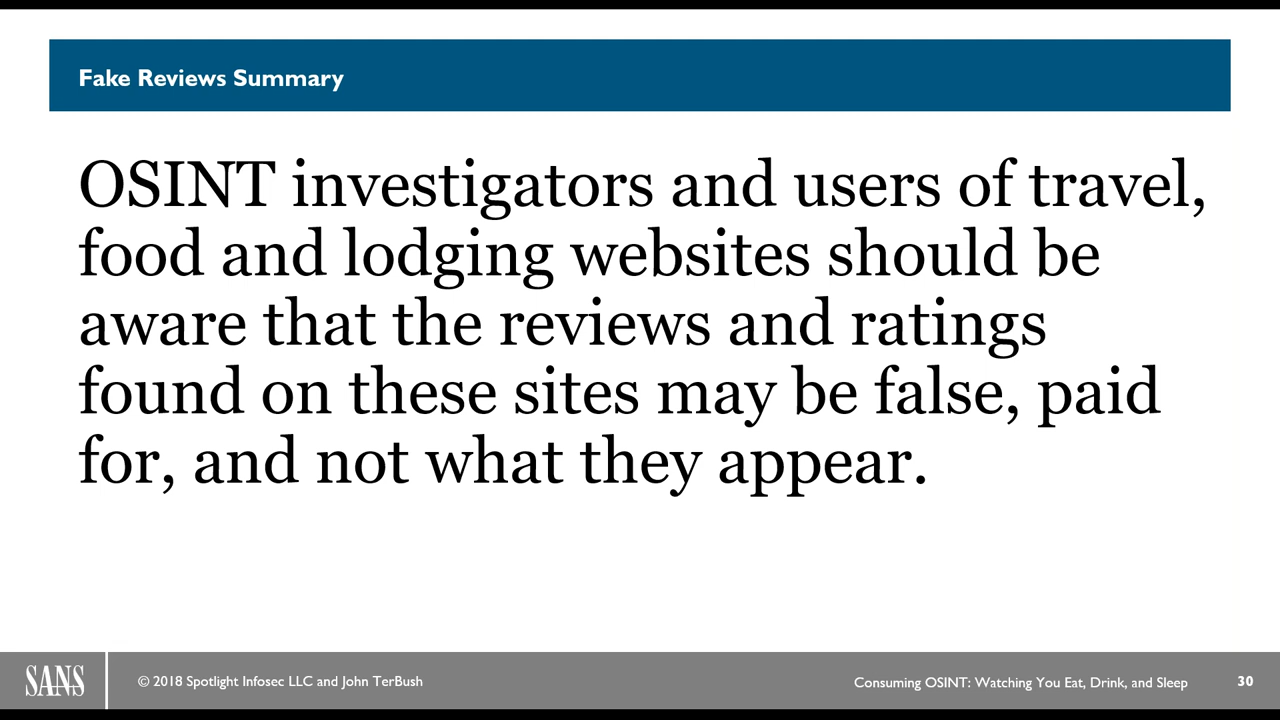 Fake Reviews Summary
OSINT investigators and users of travel,
food and lodging websites should be
aware that the reviews and ratings
found on these sites may be false, paid
for, and not what they appear.
SANS
© 2018 Spotlight Infosec LLC and John TerBush
Consuming OSINT: Watching You Eat, Drink, and Sleep
30